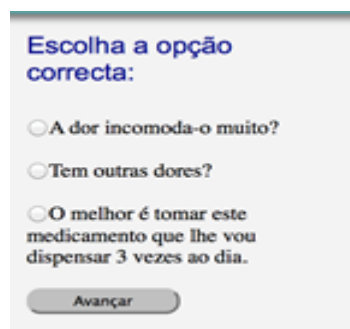 Escolha a opção
correcta:
A dor incomoda-o muito?
Tem outras dores?
O melhor é tomar este
medicamento que lhe vou
dispensar 3 vezes ao dia.
Avançar